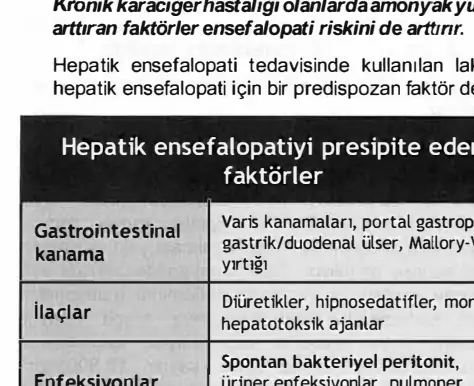 Kronik karaciğer hastalığı olanlarda amonyak yü
arttıran faktörler ensefalopati riskini de arttırır.
Hepatik ensefalopati tedavisinde kullanılan lak
hepatik ensefalopati için bir predispozan faktör de
Hepatik ensefalopatiyi presipite eden
faktörler
Gastrointestinal
kanama
Varis kanamaları, portal gastrop
gastrik/duodenal ülser, Mallory-V
yırtığı
İlaçlar
Diüretikler, hipnosedatifler, mor
hepatotoksik ajanlar
Enfeksiyonlar
Spontan bakteriyel peritonit,
üriner enfeksiyonlar, pulmoner